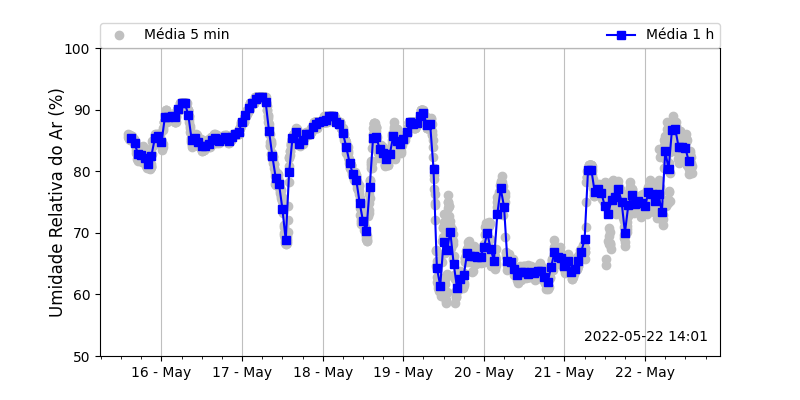 Média 5 min
Média 1 h
Umidade Relativa do Ar (%)
100
90
80
70
60
50
2022-05-22 14:01
16 - May
17 - May
18 - May
19 - May
20 - May
21 - May
22 - May